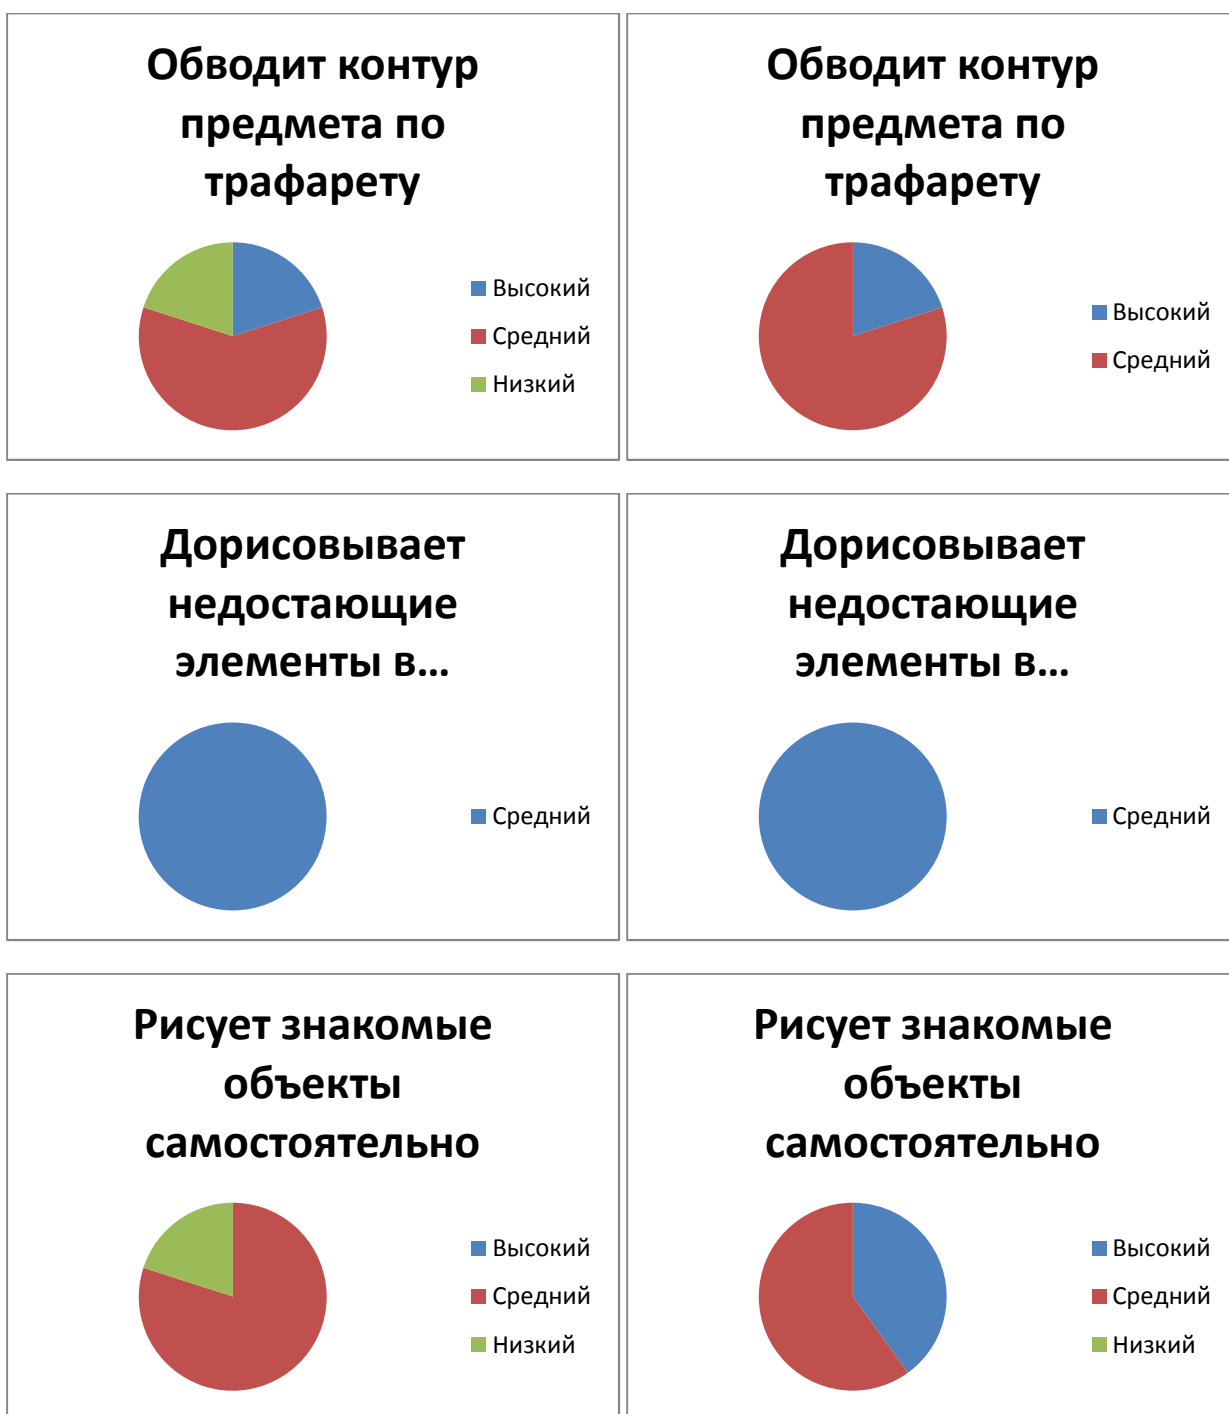 Обводит контур
предмета по
трафарету
Высокий
Средний
Низкий
Обводит контур
предмета по
трафарету
Высокий
Средний
Дорисовывает
недостающие
элементы в...
Средний
Дорисовывает
недостающие
элементы в...
Средний
Рисует знакомые
объекты
самостоятельно
Высокий
Средний
Низкий
Рисует знакомые
объекты
самостоятельно
Высокий
Средний
Низкий